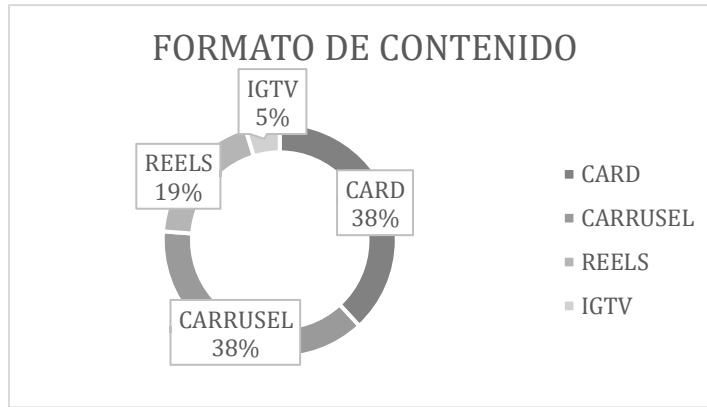 FORMATO DE CONTENIDO
IGTV
5%
REELS
19%
CARD
38%
CARRUSEL
38%
CARD
CARRUSEL
REELS
IGTV